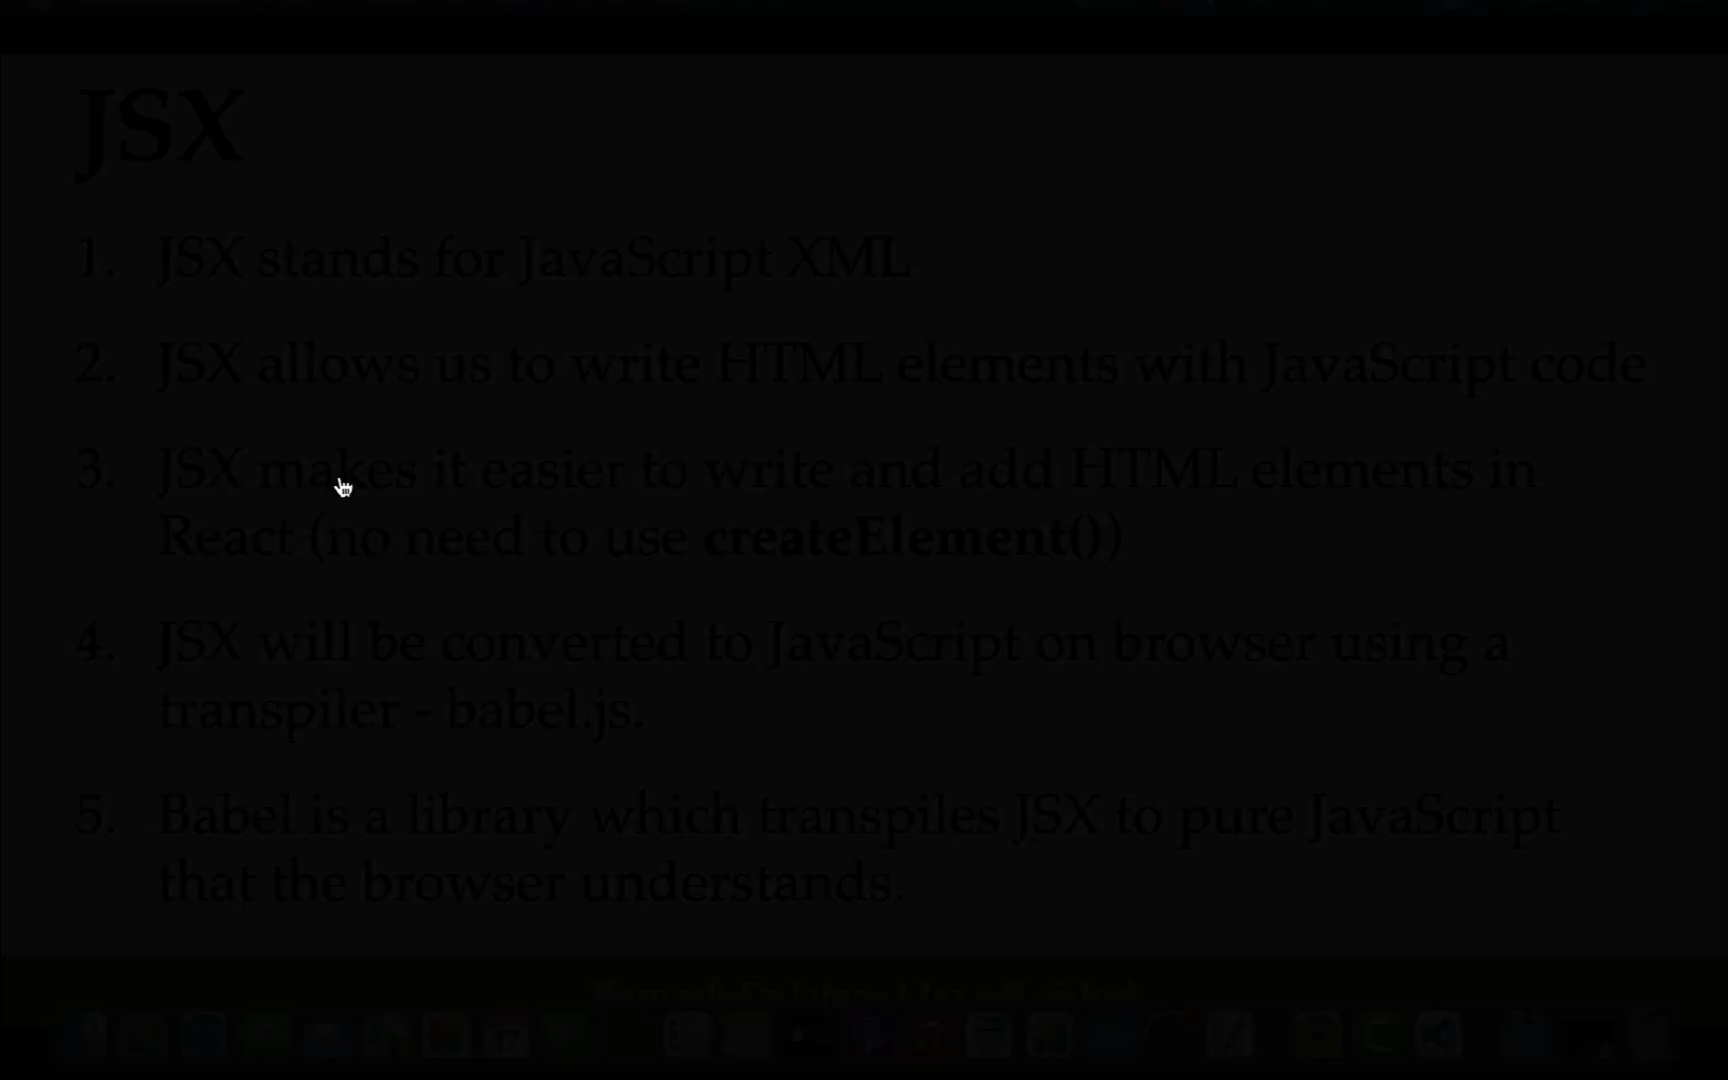 JSX
1. JSX stands for JavaScript XML
2. JSX allows us to write HTML elements with JavaScript code
3. JSX makes it easier to write and add HTML elements in
React (no need to use createElement())
4. JSX will be converted to JavaScript on browser using a
transpiler - babel.js.
5. Babel is a library which transpiles JSX to pure JavaScript
that the browser understands.
17